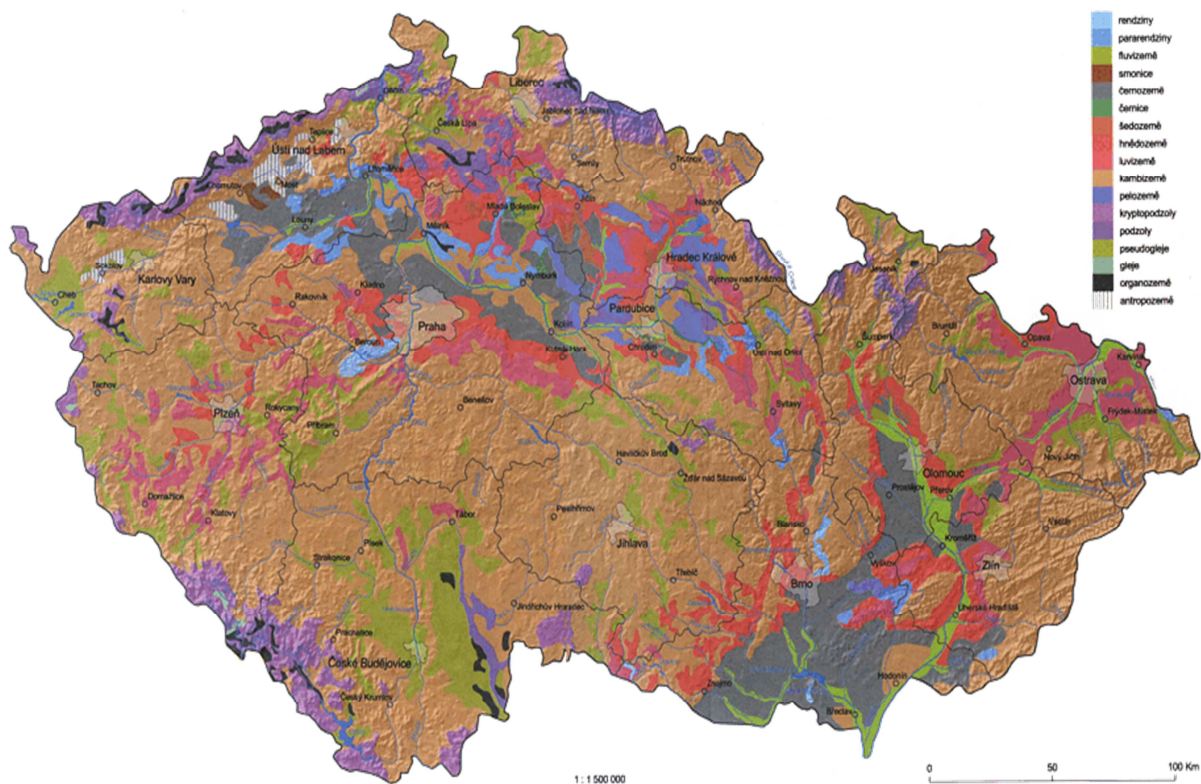 rendziny
pararendziny
fluvizemě
smonice
černozemě
černice
šedozemě
hnědozemě
luvizemě
kambizemě
pelozemě
kryptopodzoly
podzoly
pseudogleje
gleje
organozemě
antropozemě
Liberec
Děčín
Jablonec nad Nisou
Česká Lípa
Teplice
Ústí nad Labem
Semily
Trutnov
Litoměřice
Chomutov
Most
Jičín
Náchod
Mladá Boleslav
Louny
Mělník
Hradec Králové
Sokolov
Karlovy Vary
Jeseník
Nymburk
Rychnov nad Kněžnou
Cheb
Rakovník
Kladno
Pardubice
Praha
Kolín
Bruntál
Opava
Beroun
Chrudim
Ústí nad Orlicí
Šumperk
Kutná Hora
Karviná
Ostrava
Tachov
Benešov
Plzeň
Rokycany
Svitavy
Frýdek-Místek
Příbram
Havlíčkův Brod
Nový Jičín
Žďár nad Sázavou
Olomouc
Prostějov
Přerov
Domažlice
Klatovy
Tábor
Pelhřimov
Jihlava
Blansko
Vsetín
Písek
Kroměříž
Strakonice
Vyškov
Třebíč
Brno
Zlín
Jindřichův Hradec
Uherské Hradiště
Prachatice
České Budějovice
Hodonín
Znojmo
Český Krumlov
Břeclav
1 : 1 500 000
0 50 100 Km